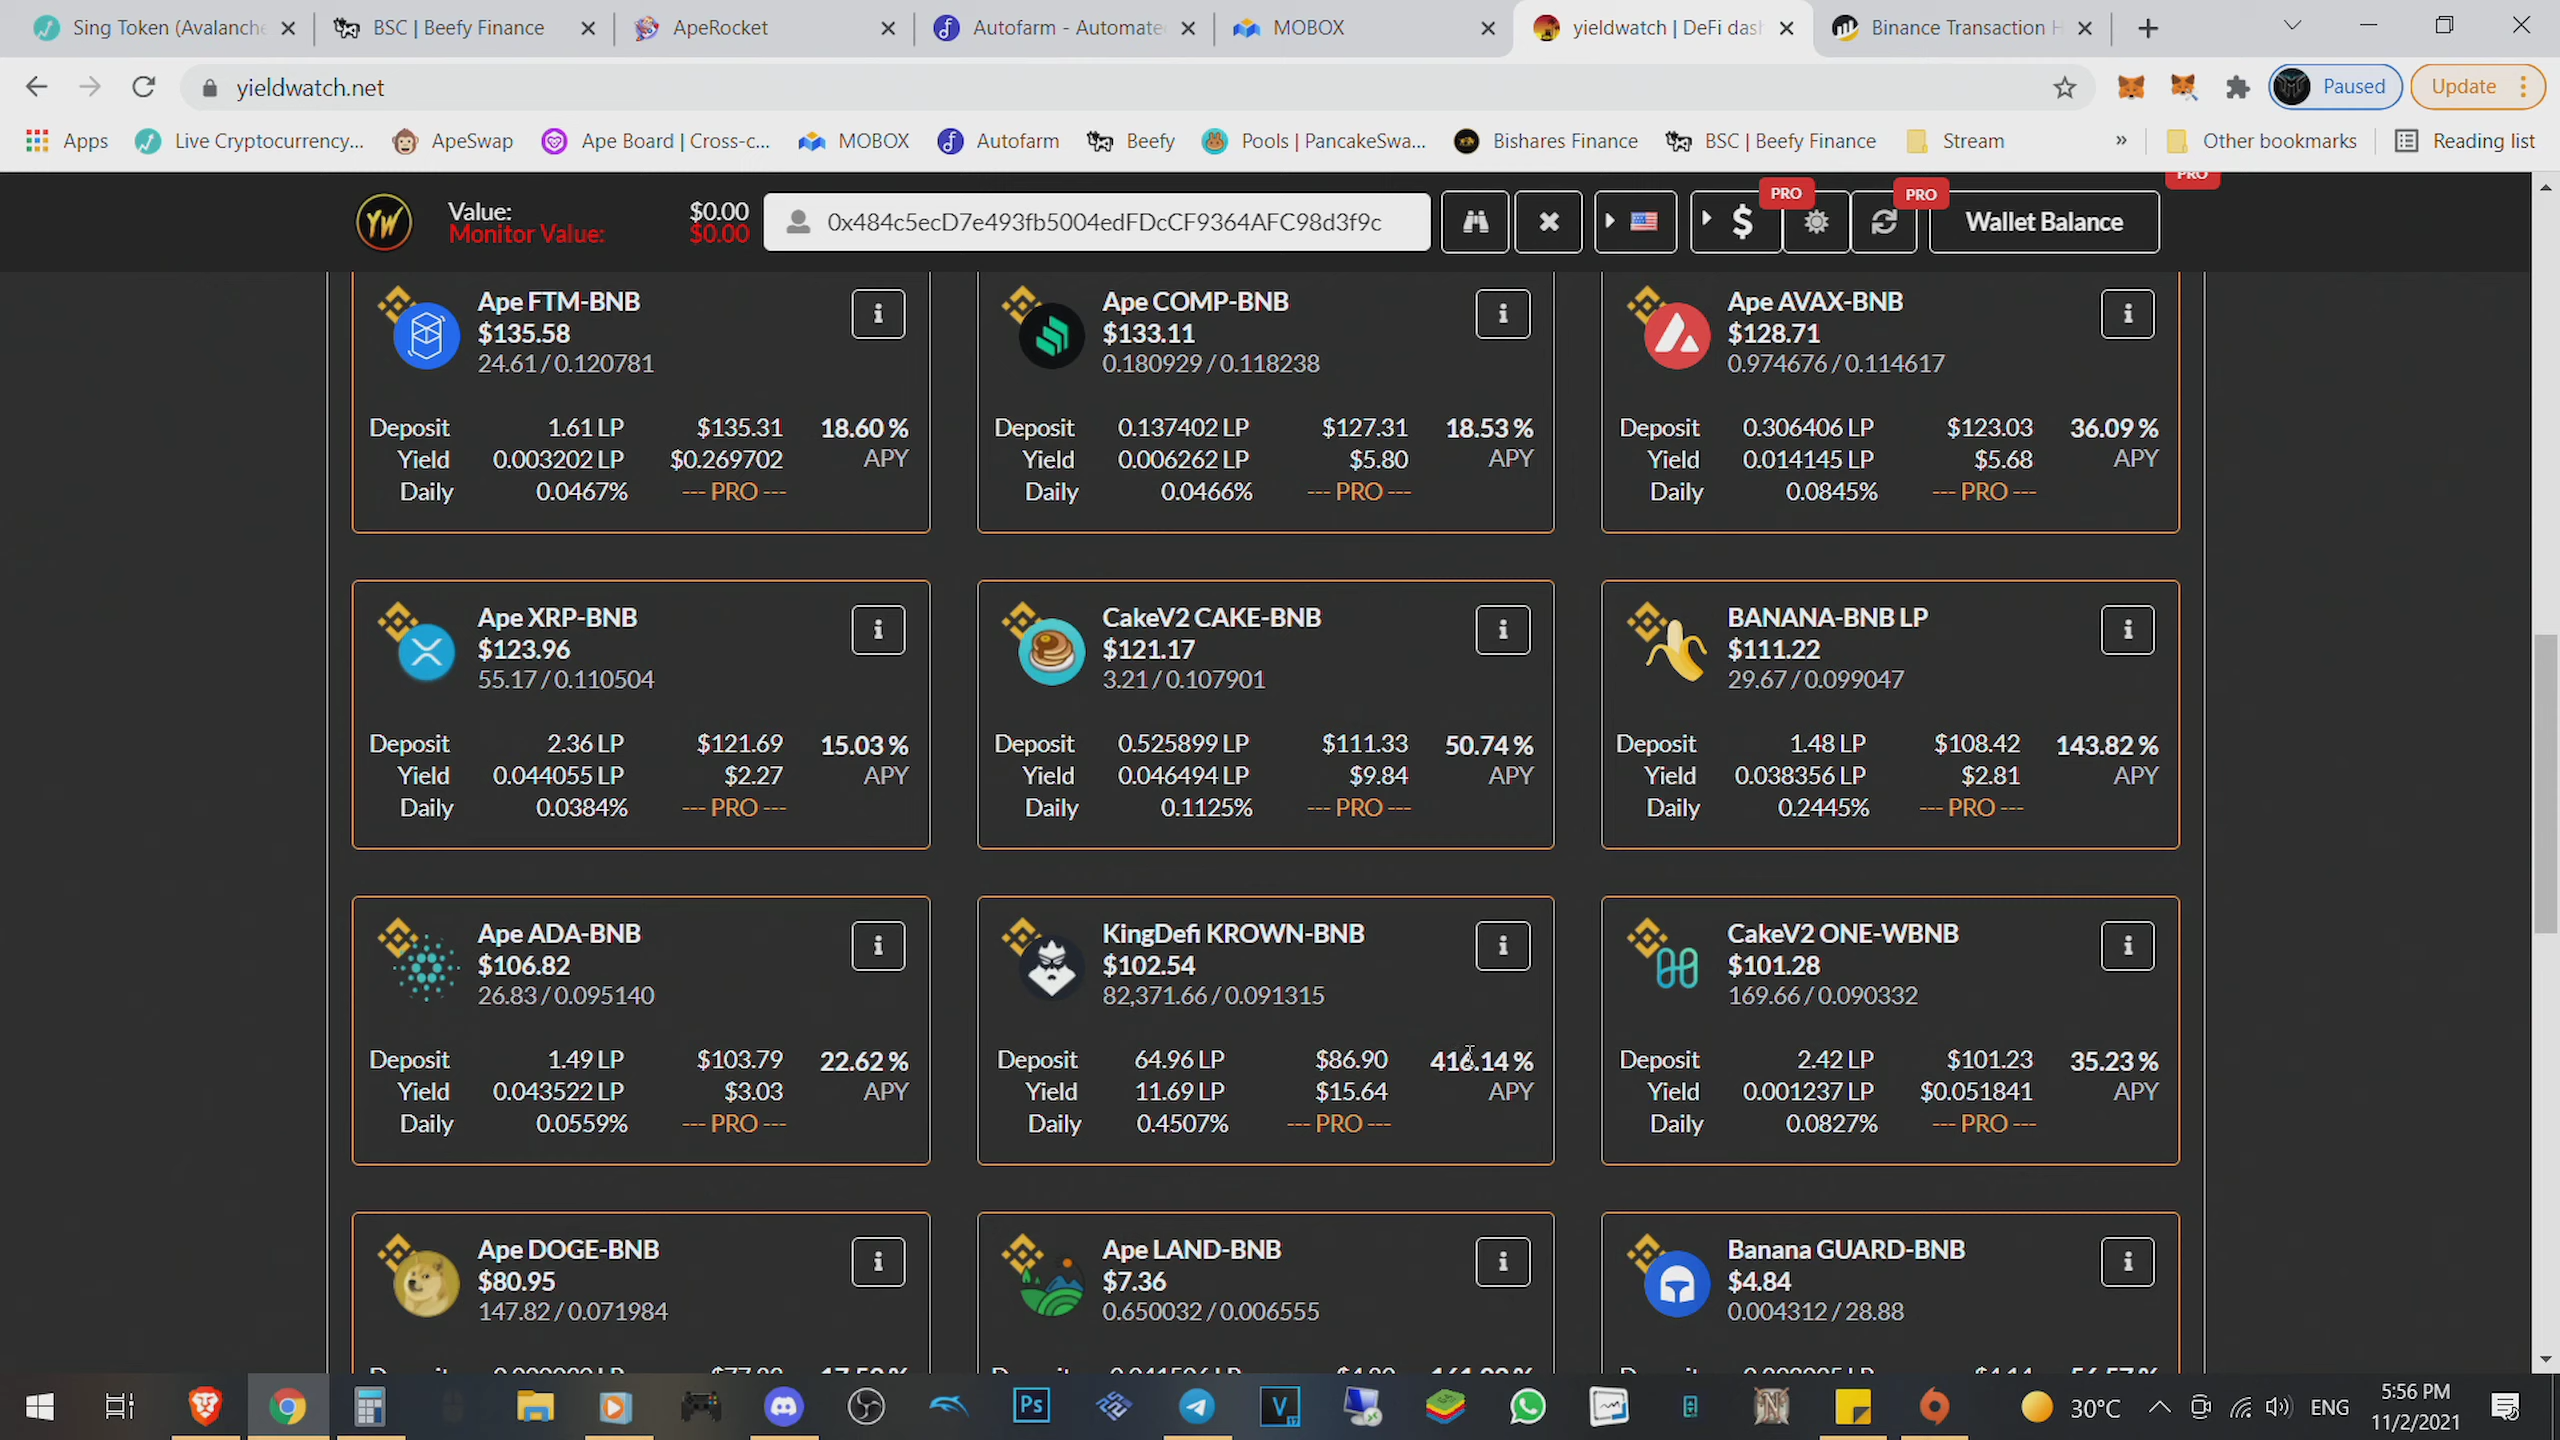 Sing Token (Avalanche
BSC | Beefy Finance
ApeRocket
Autofarm - Automate
MOBOX
yieldwatch | DeFi das
Binance Transaction H
yieldwatch.net
Paused
Update
Apps
Live Cryptocurrency...
ApeSwap
Ape Board | Cross-c...
MOBOX
Autofarm
Beefy
Pools | PancakeSwa...
Bishares Finance
BSC | Beefy Finance
Stream
»
Other bookmarks
Reading list
YW
Value: $0.00
Monitor Value: $0.00
0x484c5ecD7e493fb5004edFDcCF9364AFC98d3f9c
$
PRO
PRO
PRO
Wallet Balance
Ape FTM-BNB
$135.58
24.61 / 0.120781
Deposit 1.61 LP $135.31 18.60 %
Yield 0.003202 LP $0.269702 APY
Daily 0.0467% --- PRO ---
Ape COMP-BNB
$133.11
0.180929 / 0.118238
Deposit 0.137402 LP $127.31 18.53 %
Yield 0.006262 LP $5.80 APY
Daily 0.0466% --- PRO ---
Ape AVAX-BNB
$128.71
0.974676 / 0.114617
Deposit 0.306406 LP $123.03 36.09 %
Yield 0.014145 LP $5.68 APY
Daily 0.0845% --- PRO ---
Ape XRP-BNB
$123.96
55.17 / 0.110504
Deposit 2.36 LP $121.69 15.03 %
Yield 0.044055 LP $2.27 APY
Daily 0.0384% --- PRO ---
CakeV2 CAKE-BNB
$121.17
3.21 / 0.107901
Deposit 0.525899 LP $111.33 50.74 %
Yield 0.046494 LP $9.84 APY
Daily 0.1125% --- PRO ---
BANANA-BNB LP
$111.22
29.67 / 0.099047
Deposit 1.48 LP $108.42 143.82 %
Yield 0.038356 LP $2.81 APY
Daily 0.2445% --- PRO ---
Ape ADA-BNB
$106.82
26.83 / 0.095140
Deposit 1.49 LP $103.79 22.62 %
Yield 0.043522 LP $3.03 APY
Daily 0.0559% --- PRO ---
KingDefi KROWN-BNB
$102.54
82,371.66 / 0.091315
Deposit 64.96 LP $86.90 416.14 %
Yield 11.69 LP $15.64 APY
Daily 0.4507% --- PRO ---
CakeV2 ONE-WBNB
$101.28
169.66 / 0.090332
Deposit 2.42 LP $101.23 35.23 %
Yield 0.001237 LP $0.051841 APY
Daily 0.0827% --- PRO ---
Ape DOGE-BNB
$80.95
147.82 / 0.071984
Ape LAND-BNB
$7.36
0.650032 / 0.006555
Banana GUARD-BNB
$4.84
0.004312 / 28.88
Ps
30°C
ENG
5:56 PM
11/2/2021